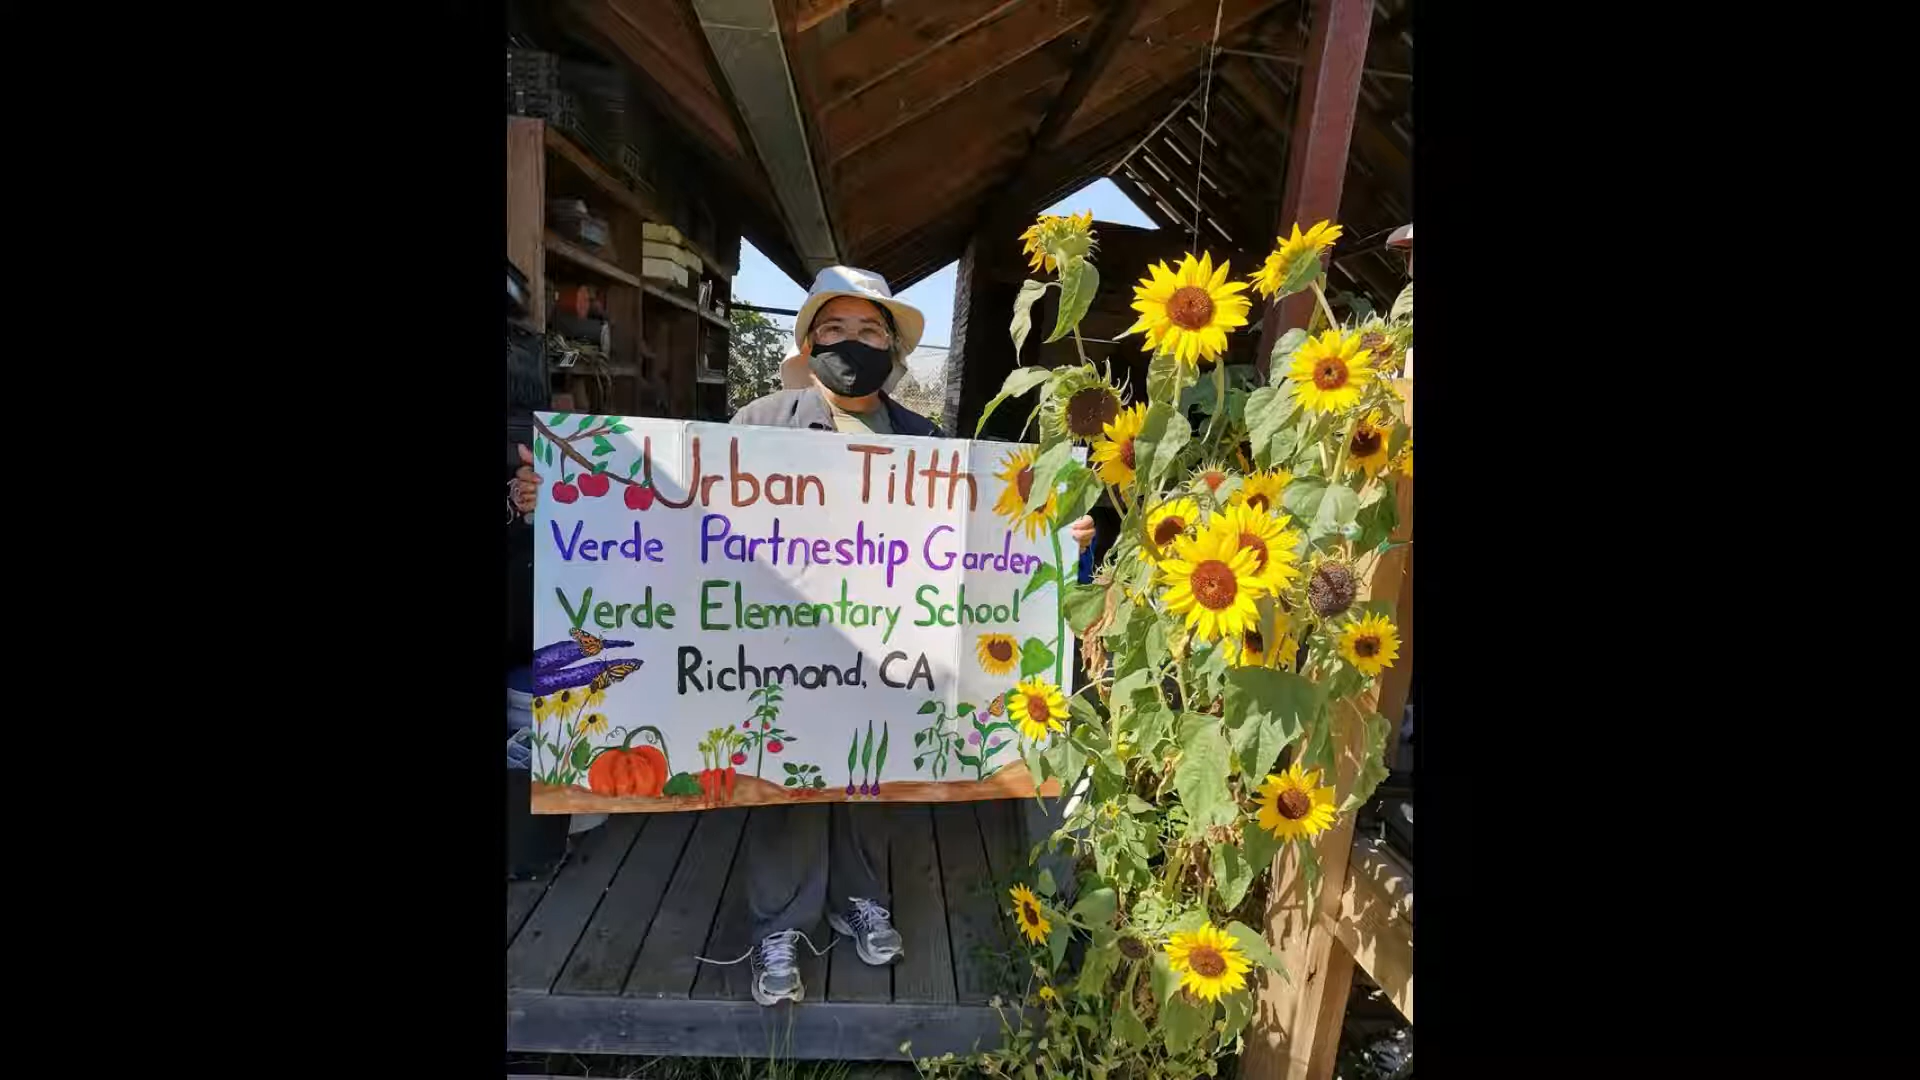 Urban Tilth
Verde Partneship Garden
Verde Elementary School
Richmond, CA